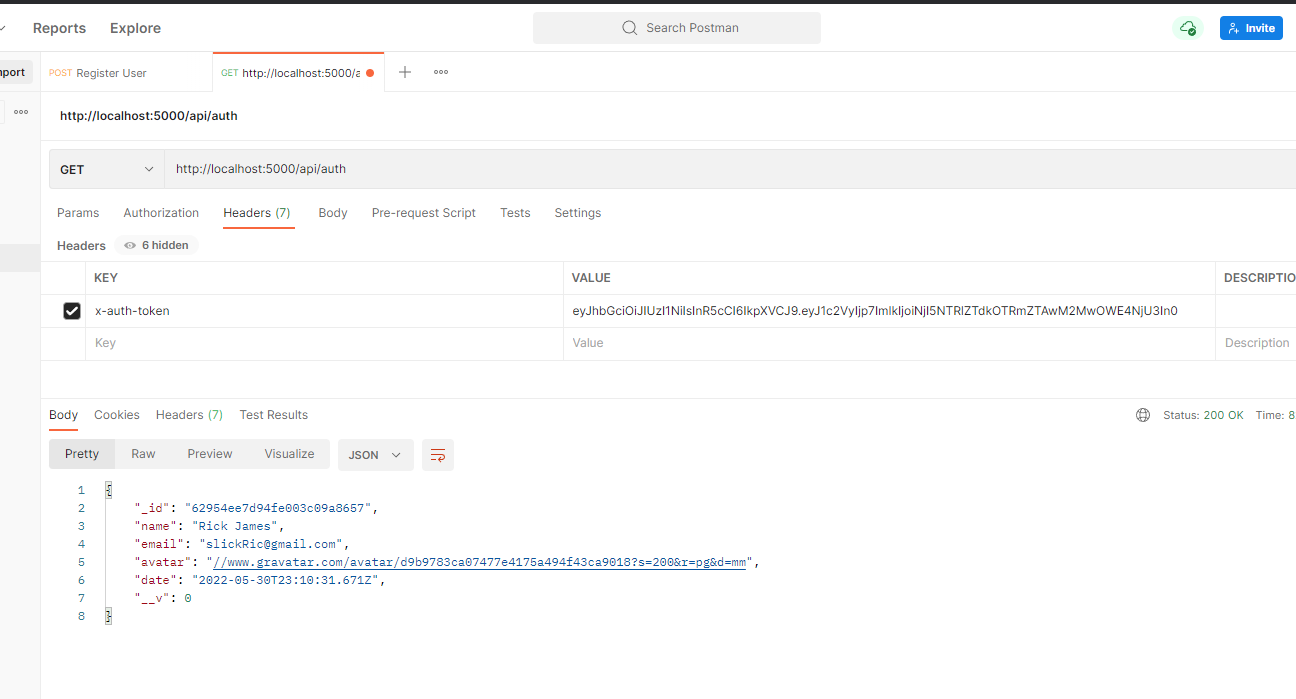 Reports Explore Search Postman Invite
nport POST Register User GET http://localhost:5000/a
http://localhost:5000/api/auth
GET http://localhost:5000/api/auth
Params Authorization Headers (7) Body Pre-request Script Tests Settings
Headers 6 hidden
KEY VALUE DESCRIPTIO
x-auth-token
Key Value Description
Body Cookies Headers (7) Test Results Status: 200 OK Time: 8
Pretty Raw Preview Visualize JSON
1 {
2 "_id": "62954ee7d94fe003c09a8657",
3 "name": "Rick James",
4 "email": "slickRic@gmail.com",
5 "avatar": "//www.gravatar.com/avatar/d9b9783ca07477e4175a494f43ca9018?s=200&r=pg&d=mm",
6 "date": "2022-05-30T23:10:31.671Z",
7 "__v": 0
8 }